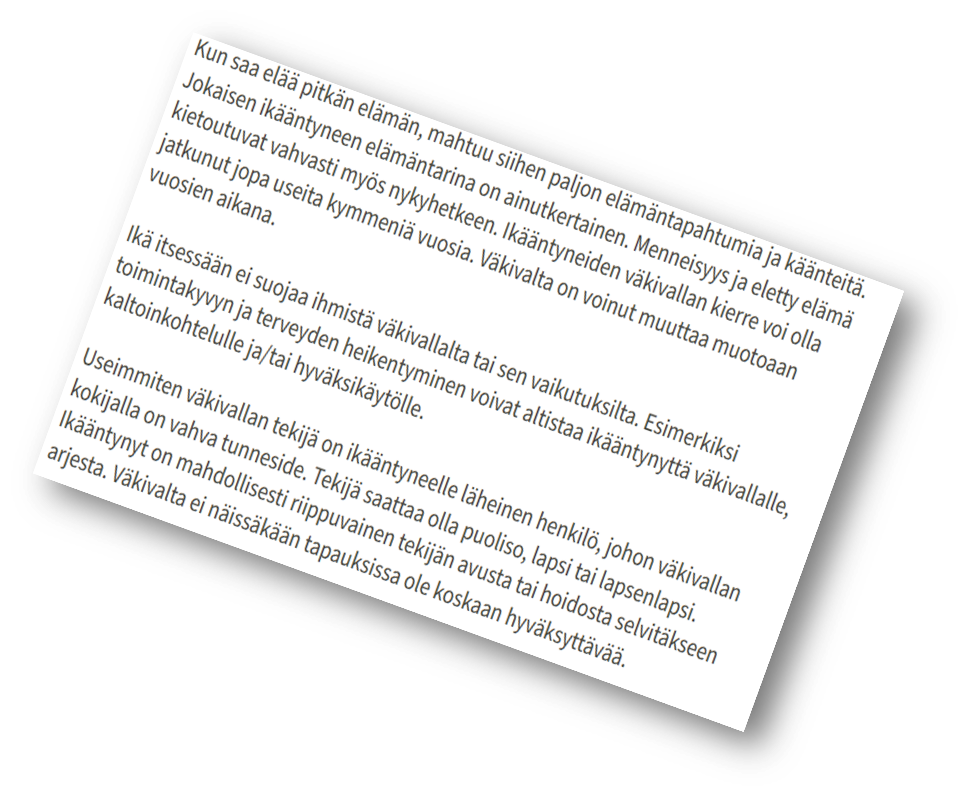 Kun saa elää pitkän elämän, mahtuu siihen paljon elämäntapahtumia ja käänteitä.
Jokaisen ikääntyneen elämäntarina on ainutkertainen. Menneisyys ja eletty elämä
kietoutuvat vahvasti myös nykyhetkeen. Ikääntyneiden väkivallan kierre voi olla
jatkunut jopa useita kymmeniä vuosia. Väkivalta on voinut muuttaa muotoaan
vuosien aikana.
Ikä itsessään ei suojaa ihmistä väkivallalta tai sen vaikutuksilta. Esimerkiksi
toimintakyvyn ja terveyden heikentyminen voivat altistaa ikääntynyttä väkivallalle,
kaltoinkohtelulle ja/tai hyväksikäytölle.
Useimmiten väkivallan tekijä on ikääntyneelle läheinen henkilö, johon väkivallan
kokijalla on vahva tunneside. Tekijä saattaa olla puoliso, lapsi tai lapsenlapsi.
Ikääntynyt on mahdollisesti riippuvainen tekijän avusta tai hoidosta selvitäkseen
arjesta. Väkivalta ei näissäkään tapauksissa ole koskaan hyväksyttävää.